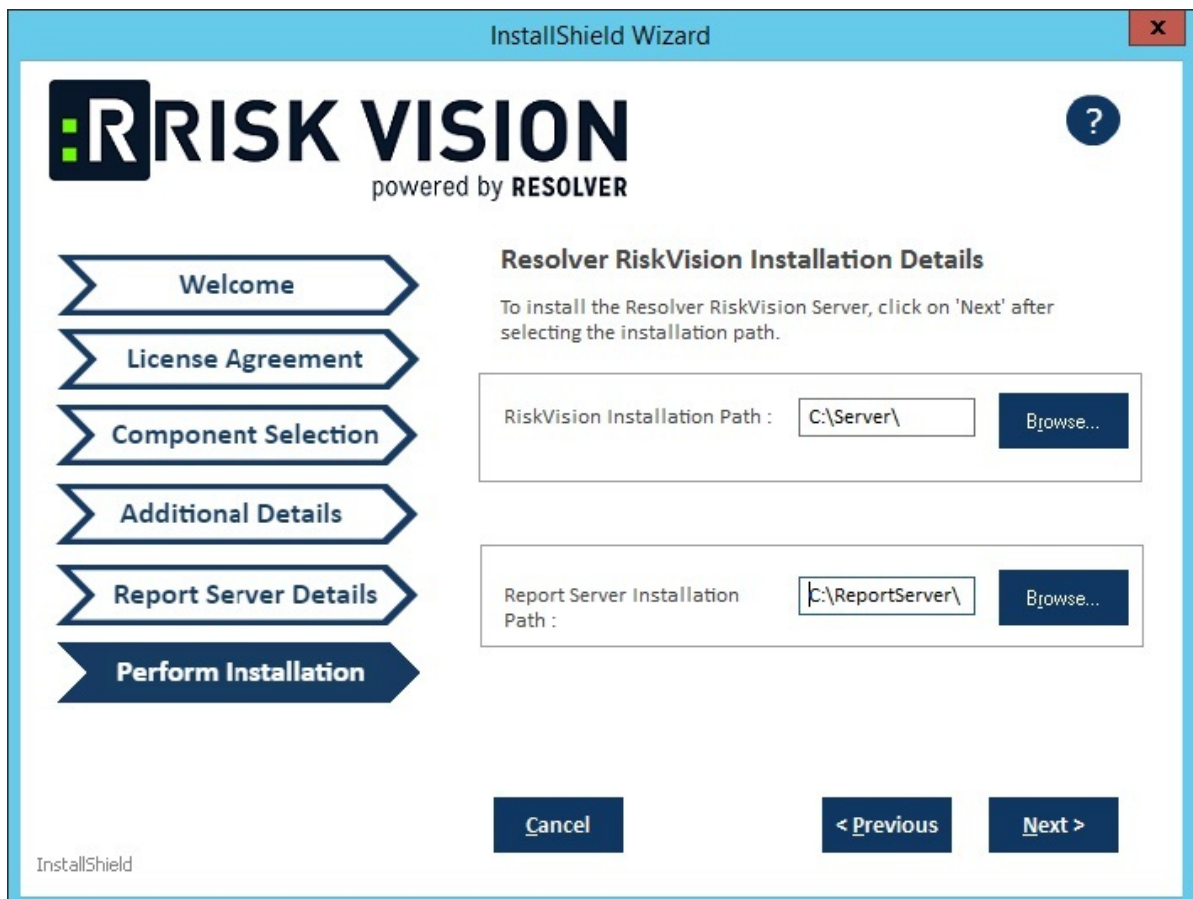 InstallShield Wizard
x
:R RISK VISION
powered by RESOLVER
?
Welcome
License Agreement
Component Selection
Additional Details
Report Server Details
Perform Installation
Resolver RiskVision Installation Details
To install the Resolver RiskVision Server, click on 'Next' after
selecting the installation path.
RiskVision Installation Path : C:\Server\ Browse...
Report Server Installation
Path : C:\ReportServer\ Browse...
Cancel < Previous Next >
InstallShield